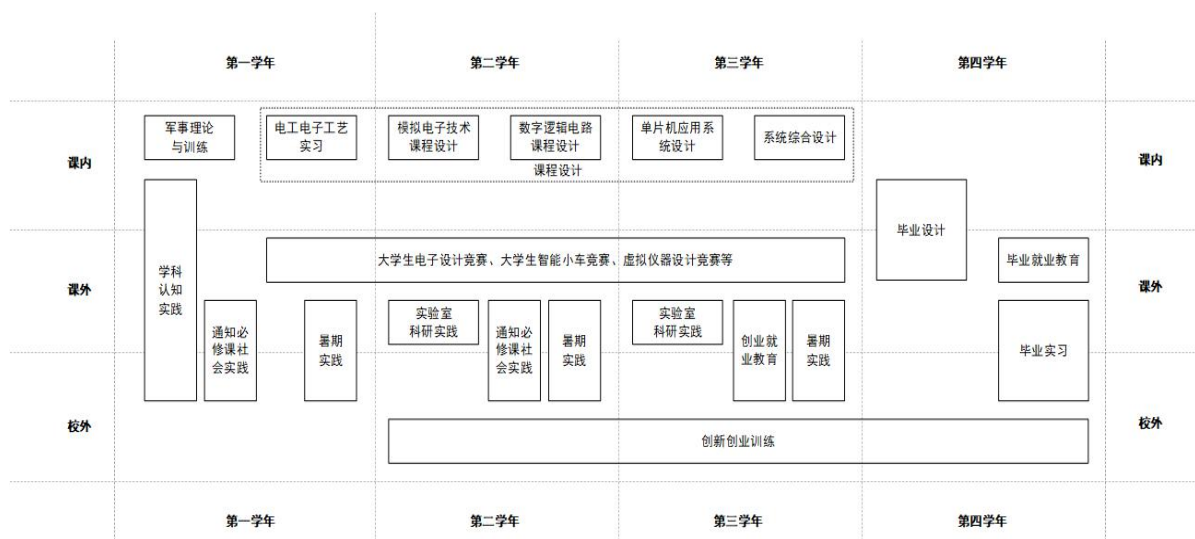 第一学年
第二学年
第三学年
第四学年
课内
军事理论
与训练
电工电子工艺
实习
模拟电子技术
课程设计
数字逻辑电路
课程设计
单片机应用系
统设计
系统综合设计
课程设计
课内
毕业设计
课外
学科
认知
实践
大学生电子设计竞赛、大学生智能小车竞赛、虚拟仪器设计竞赛等
毕业就业教育
课外
通知必
修课社
会实践
暑期
实践
实验室
科研实践
通知必
修课社
会实践
暑期
实践
实验室
科研实践
创业就
业教育
暑期
实践
毕业实习
校外
创新创业训练
校外
第一学年
第二学年
第三学年
第四学年